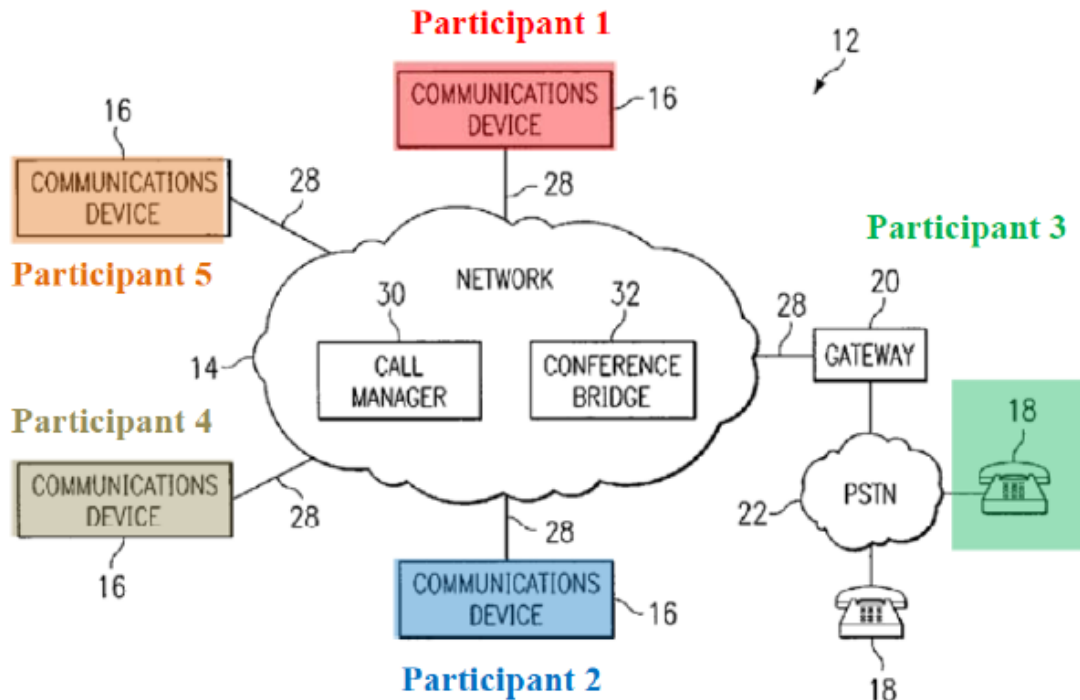 Participant 1
12
COMMUNICATIONS
DEVICE
16
16
COMMUNICATIONS
DEVICE
28
28
Participant 5
Participant 3
NETWORK
30
32
28
20
14
CALL
MANAGER
CONFERENCE
BRIDGE
GATEWAY
Participant 4
18
COMMUNICATIONS
DEVICE
28
16
22
PSTN
28
COMMUNICATIONS
DEVICE
16
18
Participant 2